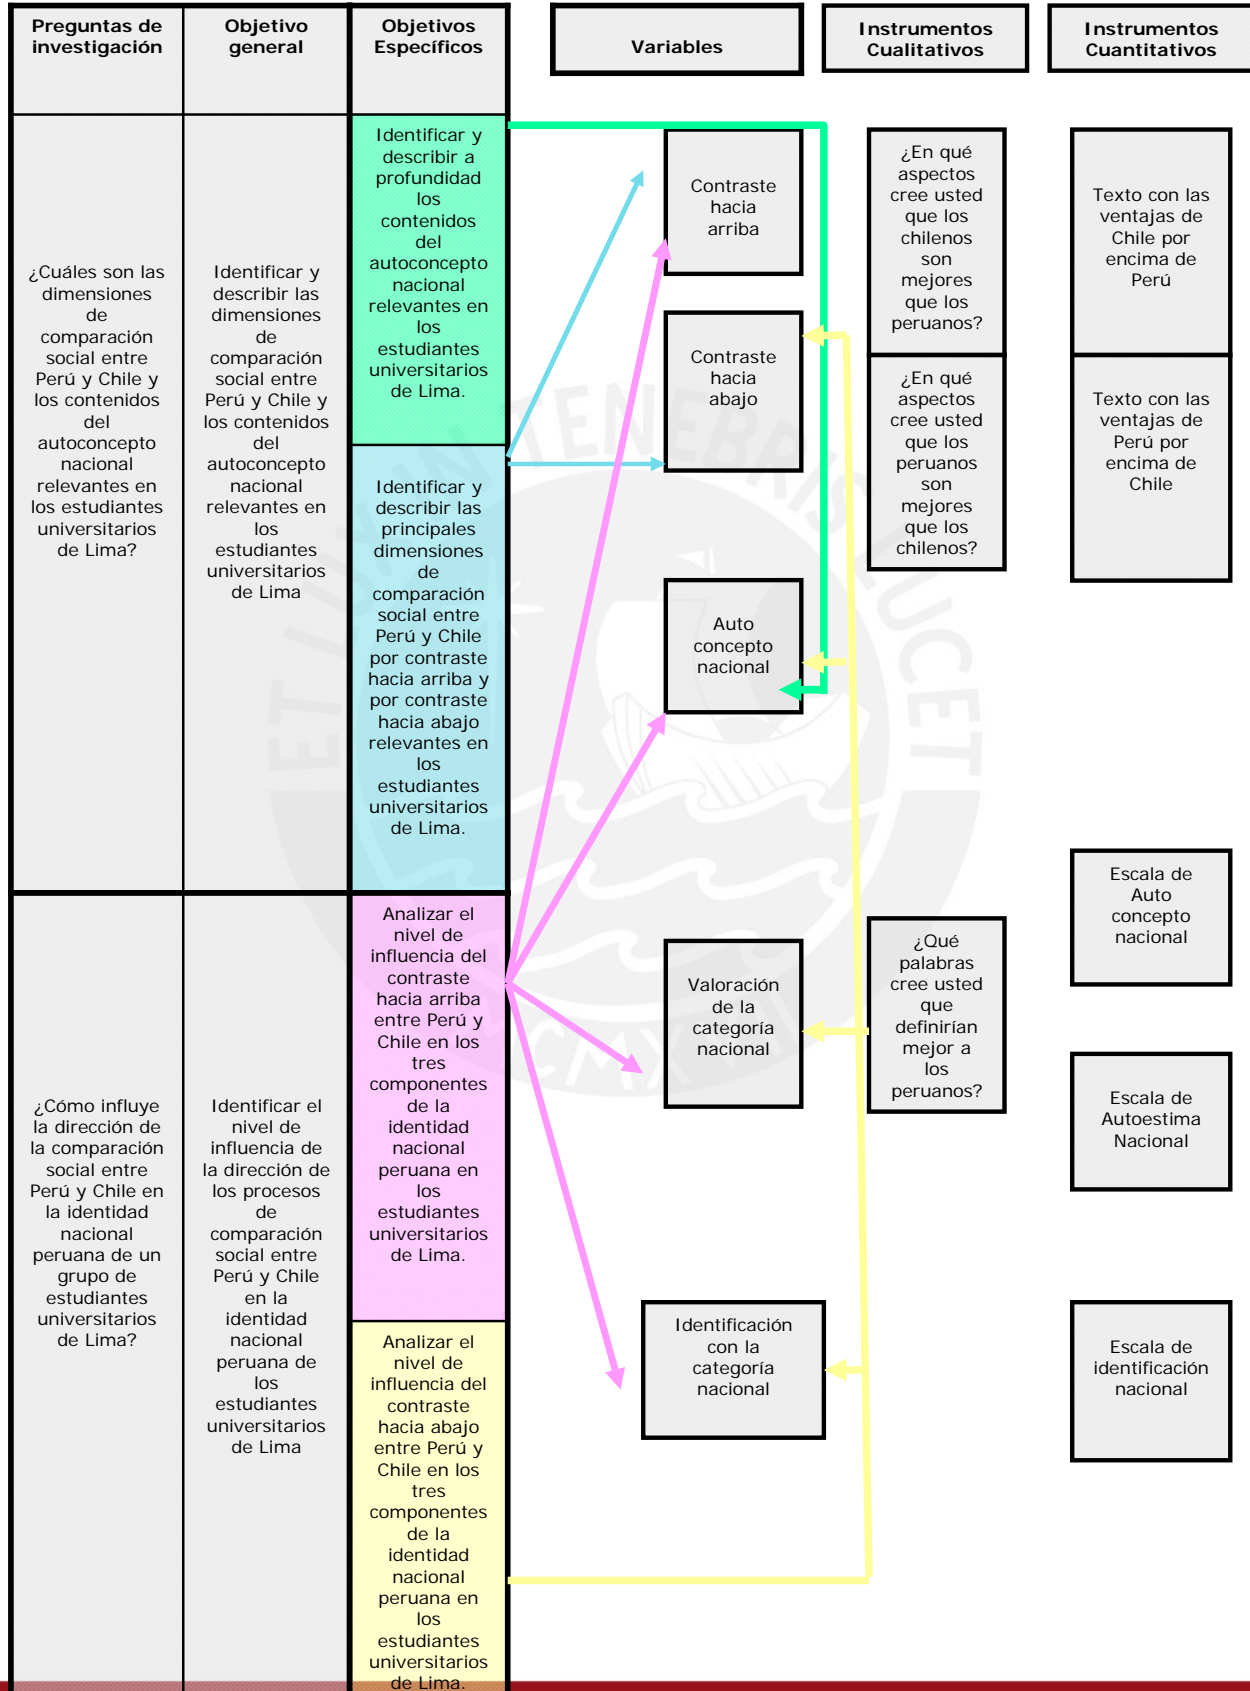 Preguntas de
investigación
Objetivo
general
Objetivos
Específicos
Variables
Instrumentos
Cualitativos
Instrumentos
Cuantitativos
¿Cuáles son las
dimensiones
de
comparación
social entre
Perú y Chile y
los contenidos
del
autoconcepto
nacional
relevantes en
los estudiantes
universitarios
de Lima?
Identificar y
describir las
dimensiones
de
comparación
social entre
Perú y Chile y
los contenidos
del
autoconcepto
nacional
relevantes en
los
estudiantes
universitarios
de Lima
Identificar y
describir a
profundidad
los
contenidos
del
autoconcepto
nacional
relevantes en
los
estudiantes
universitarios
de Lima.
Identificar y
describir las
principales
dimensiones
de
comparación
social entre
Perú y Chile
por contraste
hacia arriba y
por contraste
hacia abajo
relevantes en
los
estudiantes
universitarios
de Lima.
Contraste
hacia
arriba
Contraste
hacia
abajo
Auto
concepto
nacional
¿En qué
aspectos
cree usted
que los
chilenos
son
mejores
que los
peruanos?
¿En qué
aspectos
cree usted
que los
peruanos
son
mejores
que los
chilenos?
Texto con las
ventajas de
Chile por
encima de
Perú
Texto con las
ventajas de
Perú por
encima de
Chile
¿Cómo influye
la dirección de
la comparación
social entre
Perú y Chile en
la identidad
nacional
peruana de un
grupo de
estudiantes
universitarios
de Lima?
Identificar el
nivel de
influencia de
la dirección de
los procesos
de
comparación
social entre
Perú y Chile
en la
identidad
nacional
peruana de
los
estudiantes
universitarios
de Lima
Analizar el
nivel de
influencia del
contraste
hacia arriba
entre Perú y
Chile en los
tres
componentes
de la
identidad
nacional
peruana en
los
estudiantes
universitarios
de Lima.
Analizar el
nivel de
influencia del
contraste
hacia abajo
entre Perú y
Chile en los
tres
componentes
de la
identidad
nacional
peruana en
los
estudiantes
universitarios
de Lima.
Valoración
de la
categoría
nacional
Identificación
con la
categoría
nacional
¿Qué
palabras
cree usted
que
definirían
mejor a
los
peruanos?
Escala de
Auto
concepto
nacional
Escala de
Autoestima
Nacional
Escala de
identificación
nacional
ET LUX IN TENEBRIS LUCET